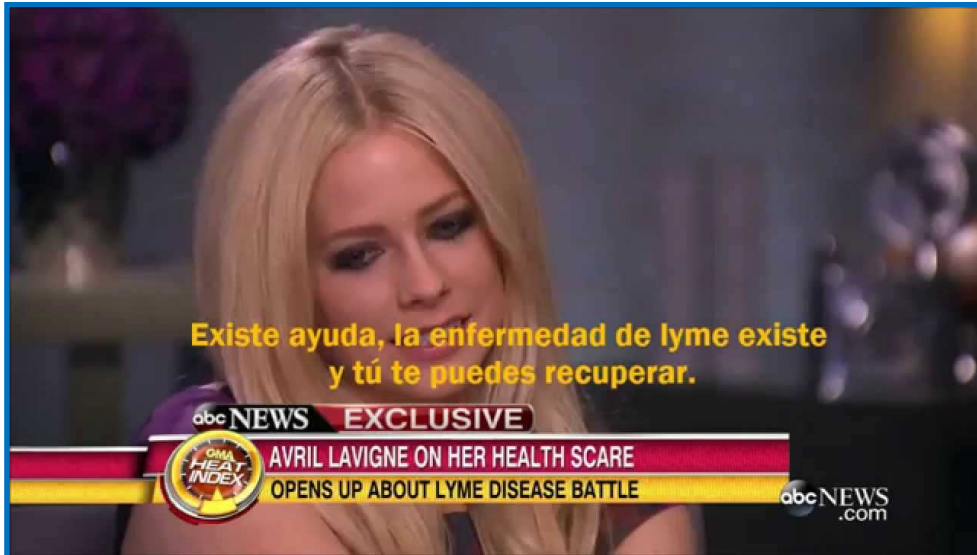 Existe ayuda, la enfermedad de lyme existe
y tú te puedes recuperar.
abc NEWS EXCLUSIVE
GMA
HEAT
INDEX
AVRIL LAVIGNE ON HER HEALTH SCARE
OPENS UP ABOUT LYME DISEASE BATTLE
abc NEWS
.com